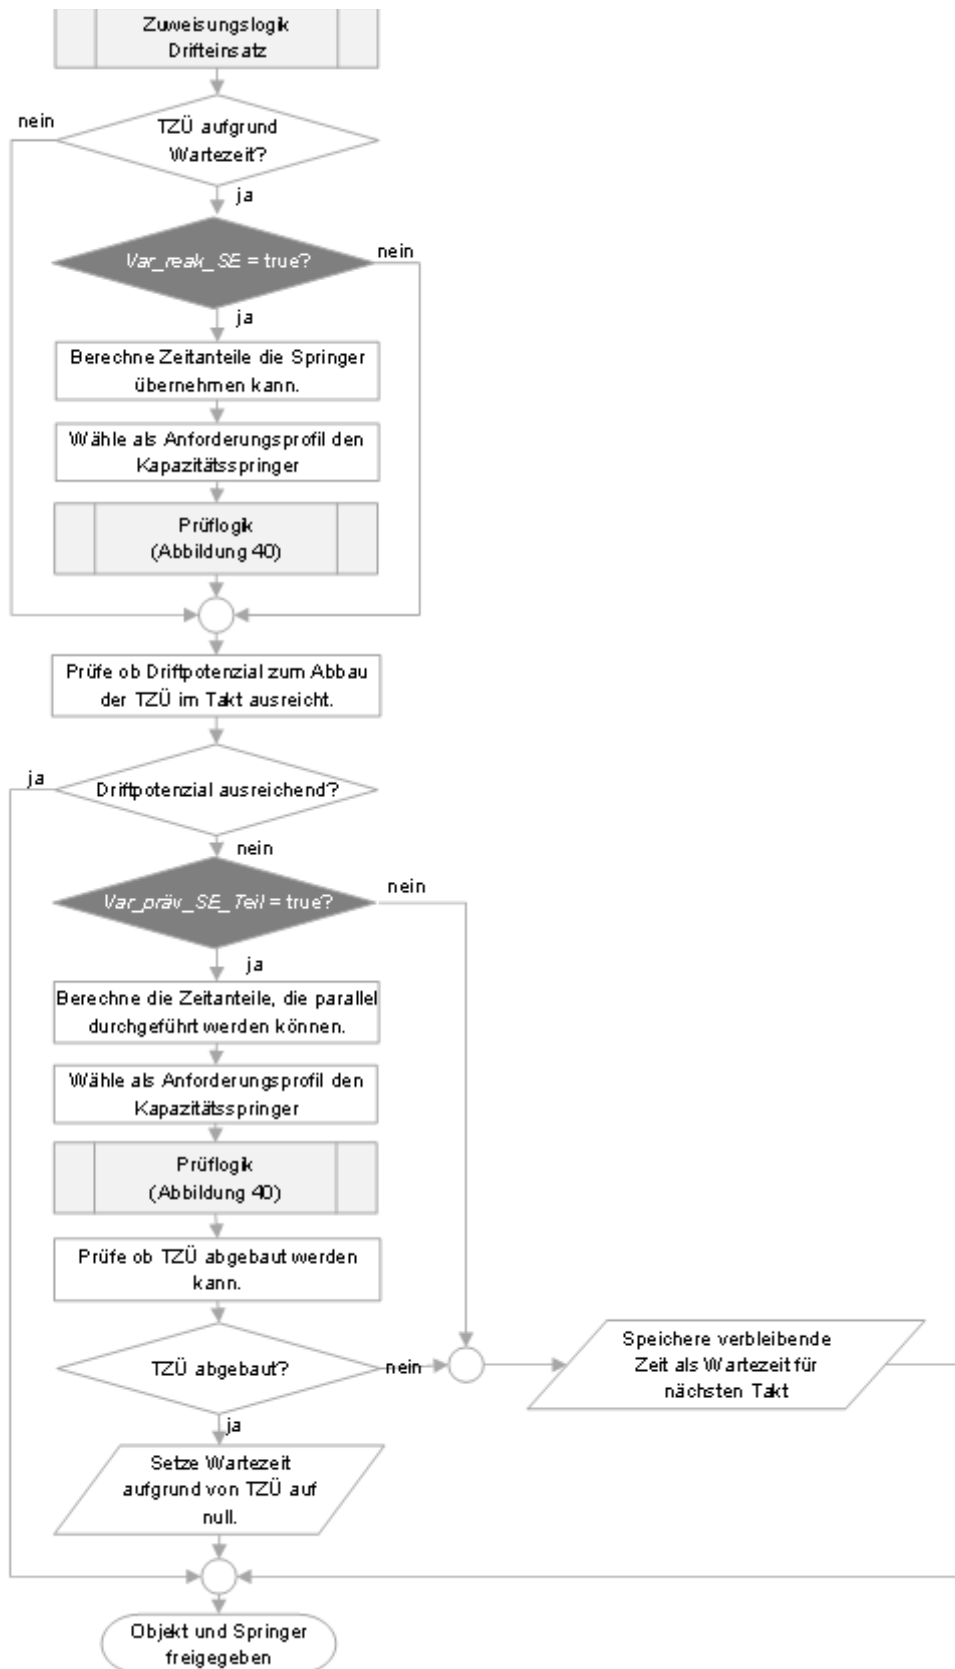 Zuweisungslogik
Drifteinsatz
nein
TZÜ aufgrund
Wartezeit?
ja
Var_reak_SE = true?
nein
ja
Berechne Zeitanteile die Springer
übernehmen kann.
Wähle als Anforderungsprofil den
Kapazitätsspringer
Prüflogik
(Abbildung 40)
Prüfe ob Driftpotenzial zum Abbau
der TZÜ im Takt ausreicht.
ja
Driftpotenzial ausreichend?
nein
Var_präv_SE_Teil = true?
nein
ja
Berechne die Zeitanteile, die parallel
durchgeführt werden können.
Wähle als Anforderungsprofil den
Kapazitätsspringer
Prüflogik
(Abbildung 40)
Prüfe ob TZÜ abgebaut werden
kann.
TZÜ abgebaut?
nein
Speichere verbleibende
Zeit als Wartezeit für
nächsten Takt
ja
Setze Wartezeit
aufgrund von TZÜ auf
null.
Objekt und Springer
freigegeben